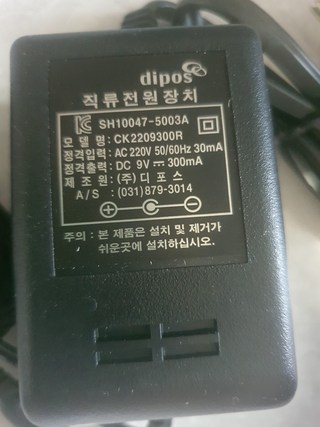 dipos
직류전원장치
SH10047-5003A
모델명: CK2209300R
정격입력: AC 220V 50/60Hz 30mA
정격출력: DC 9V⎓300mA
제조원: (주) 디포스
A/S : (031) 879-3014
주의 : 본 제품은 설치 및 제거가
쉬운곳에 설치하십시오.